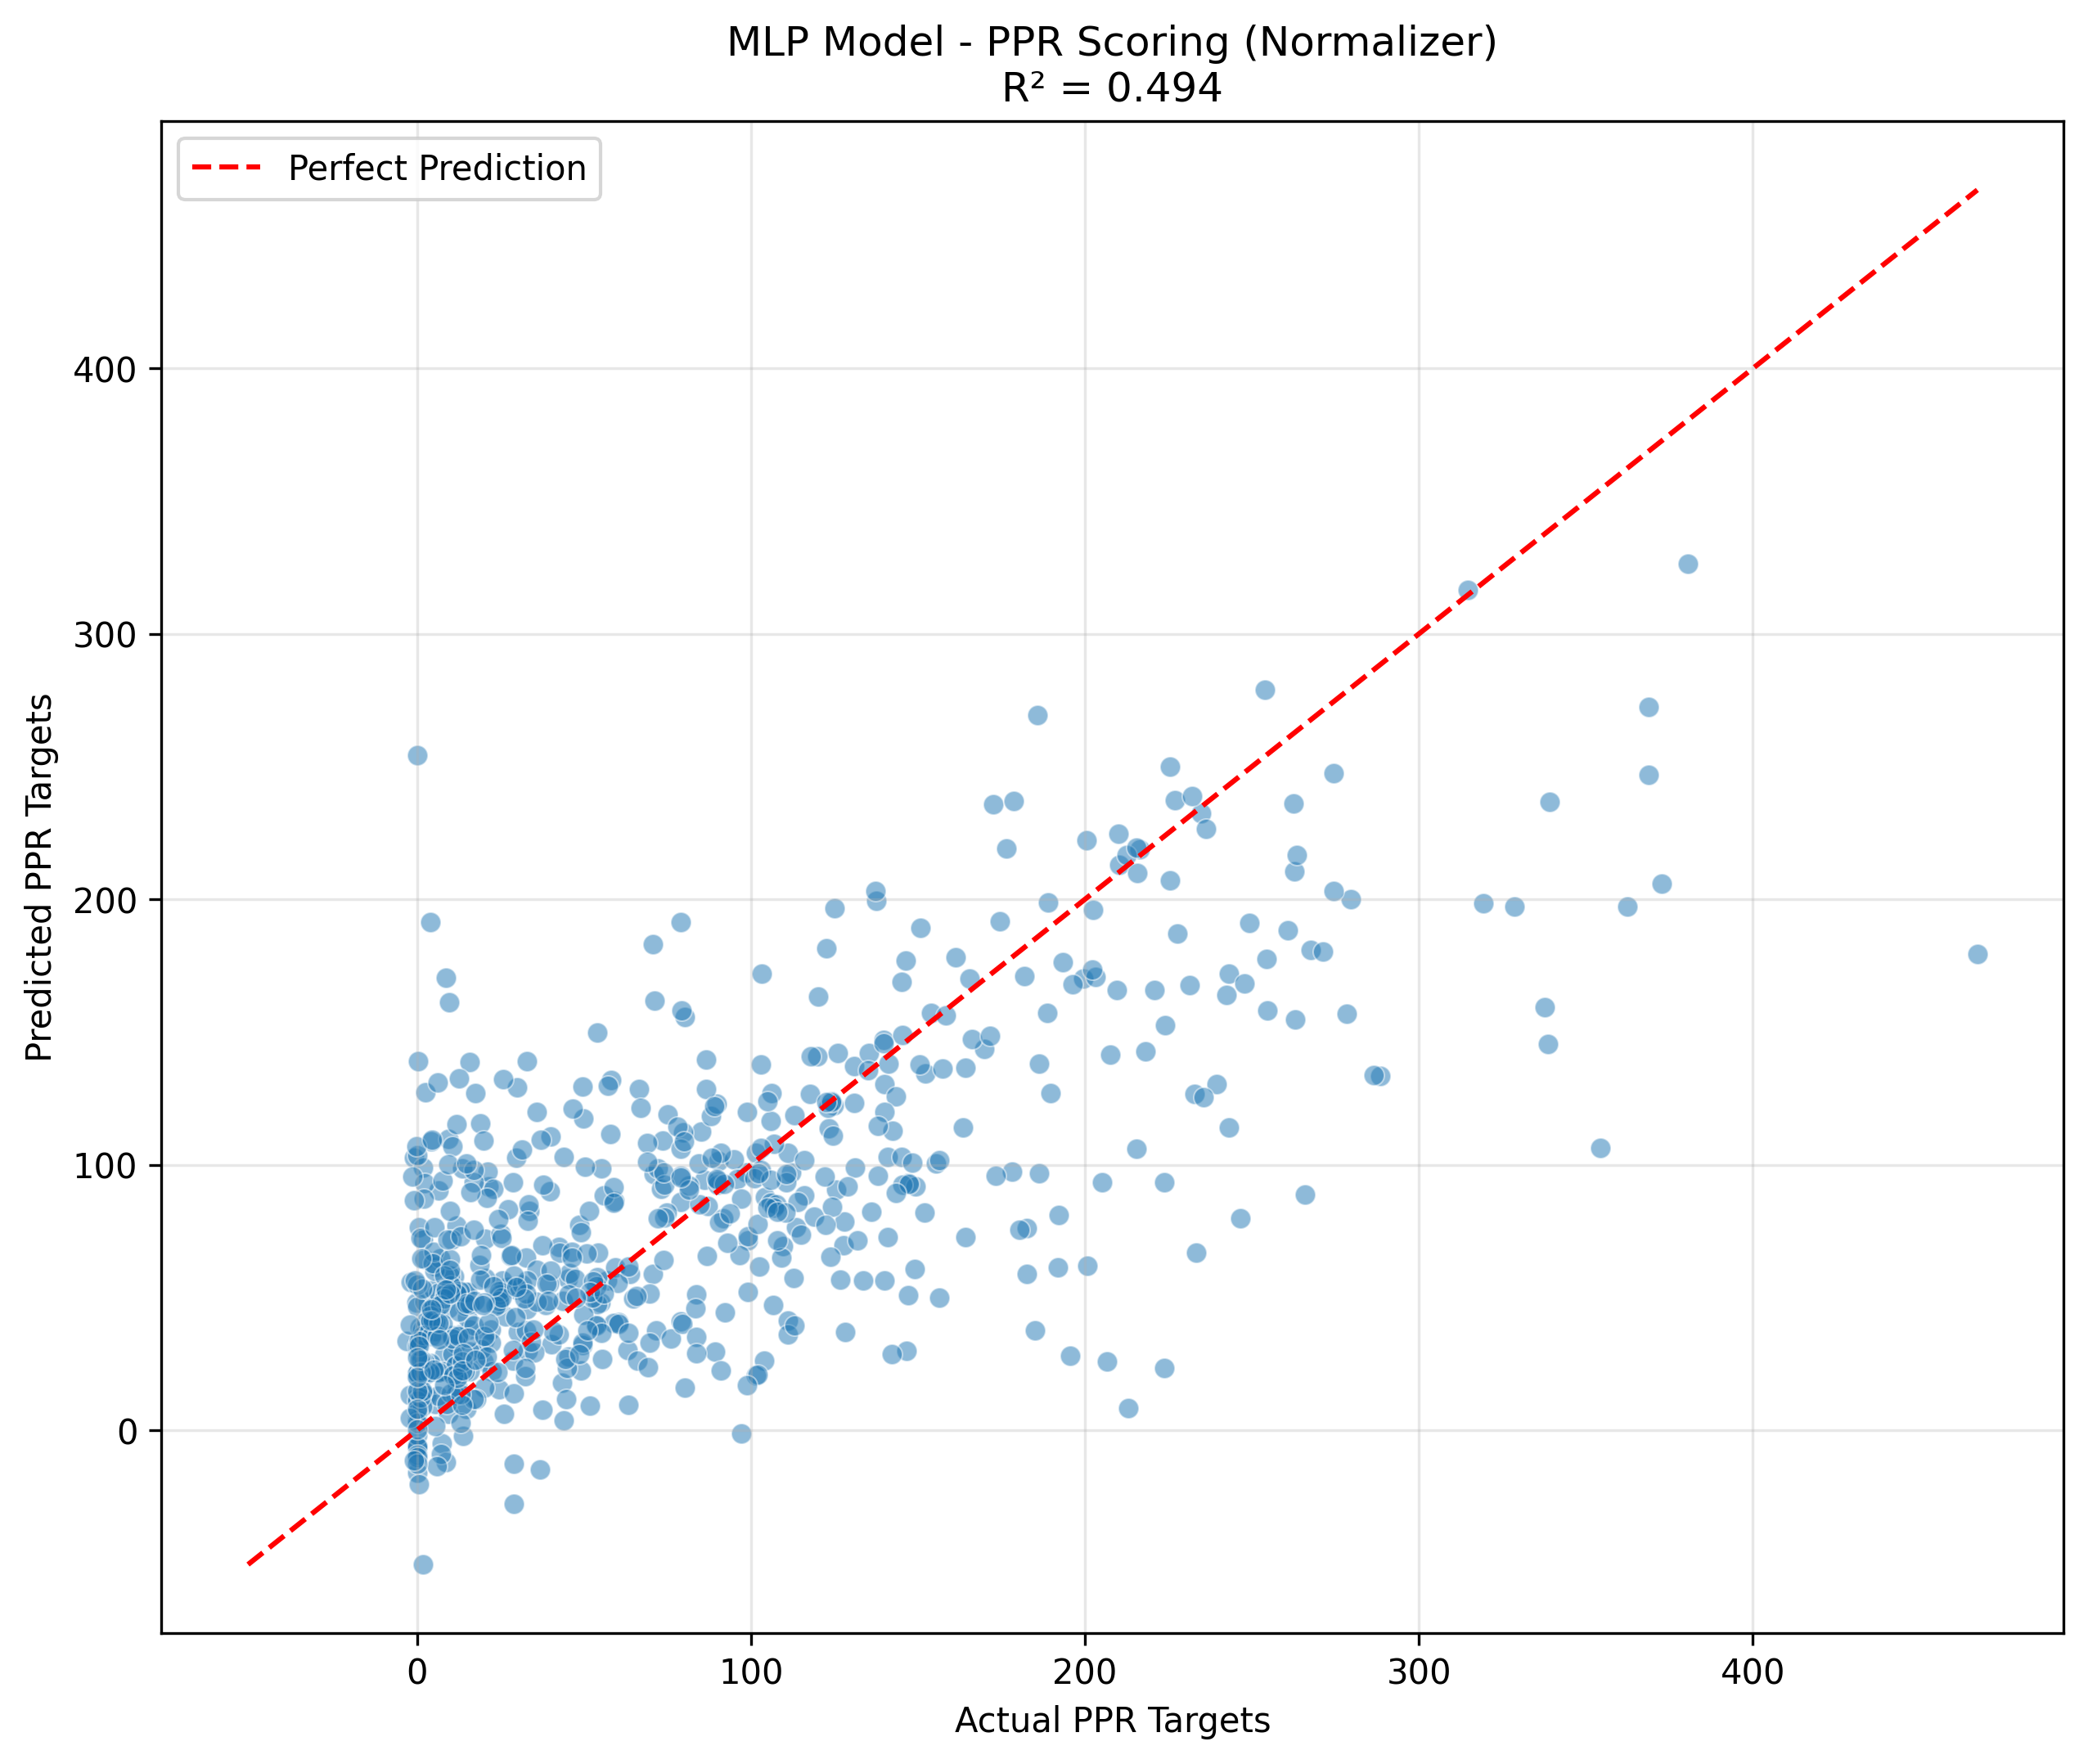 MLP Model - PPR Scoring (Normalizer)
R² = 0.494
Perfect Prediction
400
300
200
100
0
Predicted PPR Targets
0 100 200 300 400
Actual PPR Targets